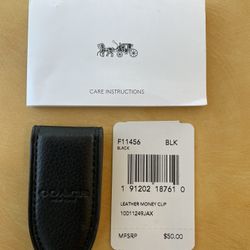 CARE INSTRUCTIONS
F11456 BLK
BLACK
1 91202 18761 0
LEATHER MONEY CLIP
10011249JAX
MFSRP $50.00
COACH